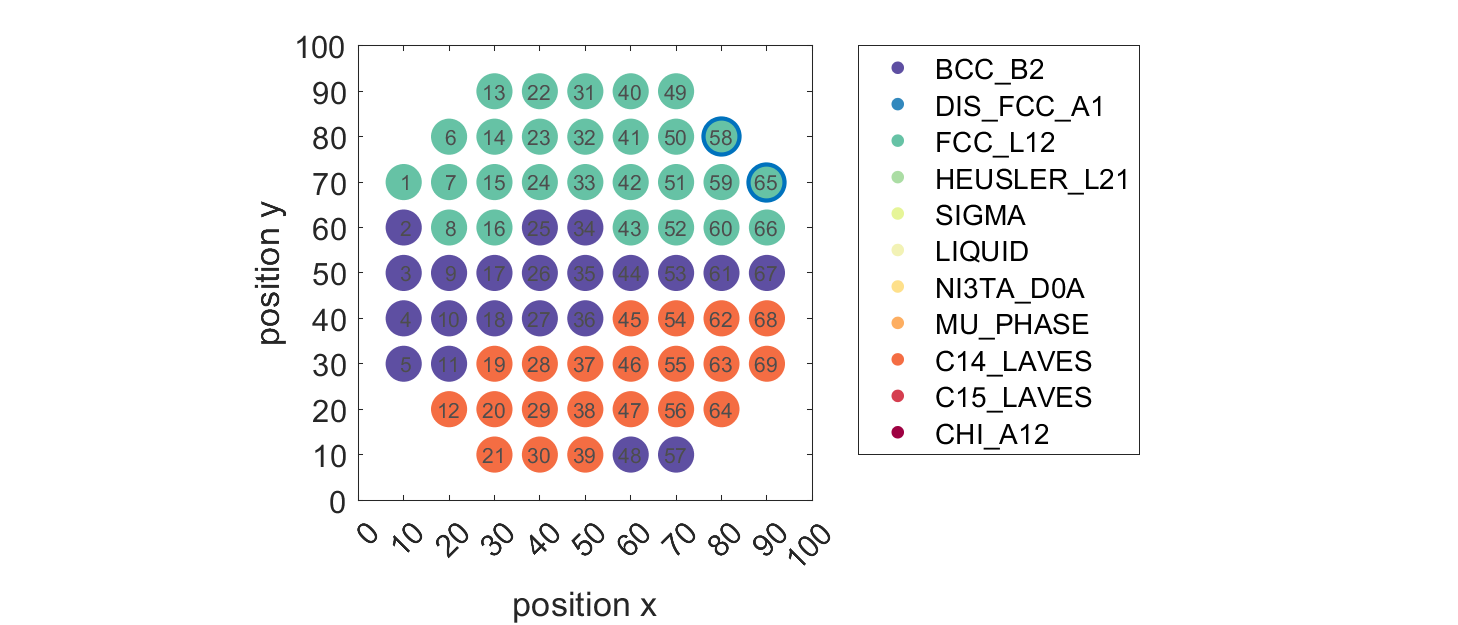 100
90
80
70
60
50
40
30
20
10
0
13 22 31 40 49
6 14 23 32 41 50 58
1 7 15 24 33 42 51 59 65
2 8 16 25 34 43 52 60 66
3 9 17 26 35 44 53 61 67
4 10 18 27 36 45 54 62 68
5 11 19 28 37 46 55 63 69
12 20 29 38 47 56 64
21 30 39 48 57
0 10 20 30 40 50 60 70 80 90 100
position x
position y
BCC_B2
DIS_FCC_A1
FCC_L12
HEUSLER_L21
SIGMA
LIQUID
NI3TA_D0A
MU_PHASE
C14_LAVES
C15_LAVES
CHI_A12